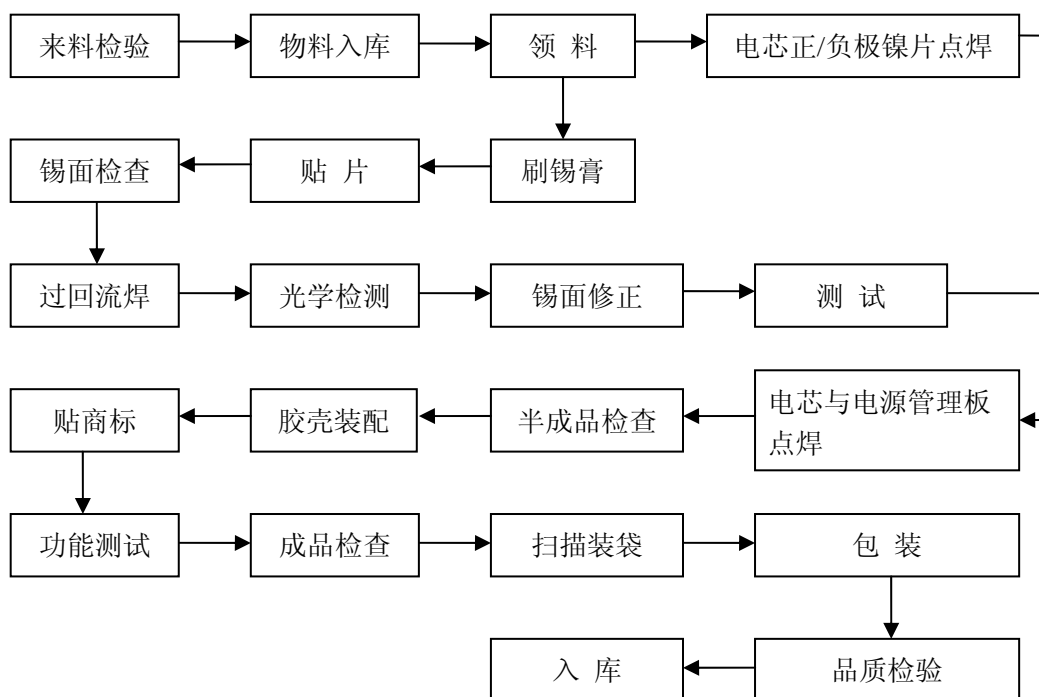 来料检验
物料入库
领 料
电芯正/负极镍片点焊
锡面检查
贴 片
刷锡膏
过回流焊
光学检测
锡面修正
测 试
贴商标
胶壳装配
半成品检查
电芯与电源管理板
点焊
功能测试
成品检查
扫描装袋
包 装
入 库
品质检验